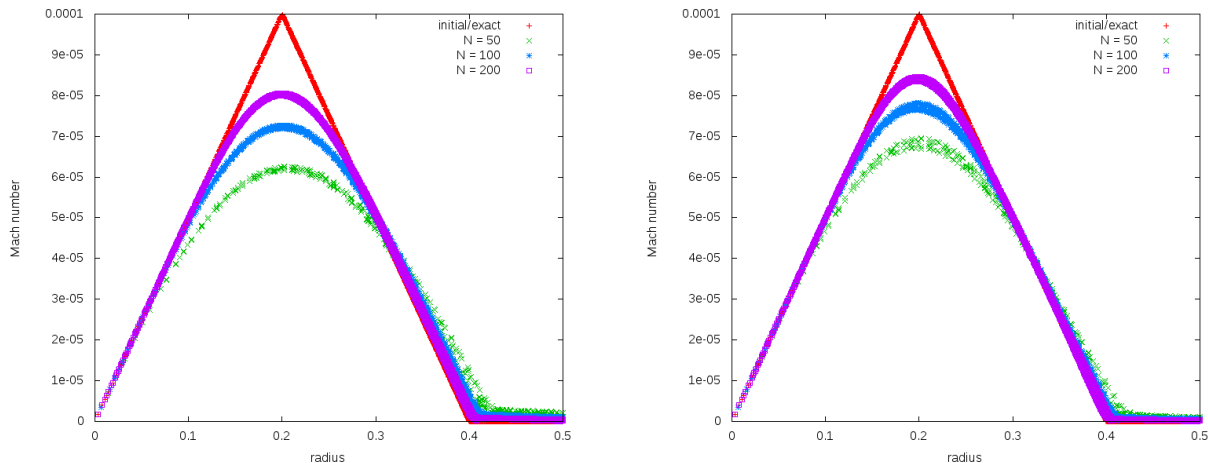 0.0001
9e-05
8e-05
7e-05
6e-05
5e-05
4e-05
3e-05
2e-05
1e-05
0
Mach number
0 0.1 0.2 0.3 0.4 0.5
radius
initial/exact
N = 50
N = 100
N = 200
0.0001
9e-05
8e-05
7e-05
6e-05
5e-05
4e-05
3e-05
2e-05
1e-05
0
Mach number
0 0.1 0.2 0.3 0.4 0.5
radius
initial/exact
N = 50
N = 100
N = 200